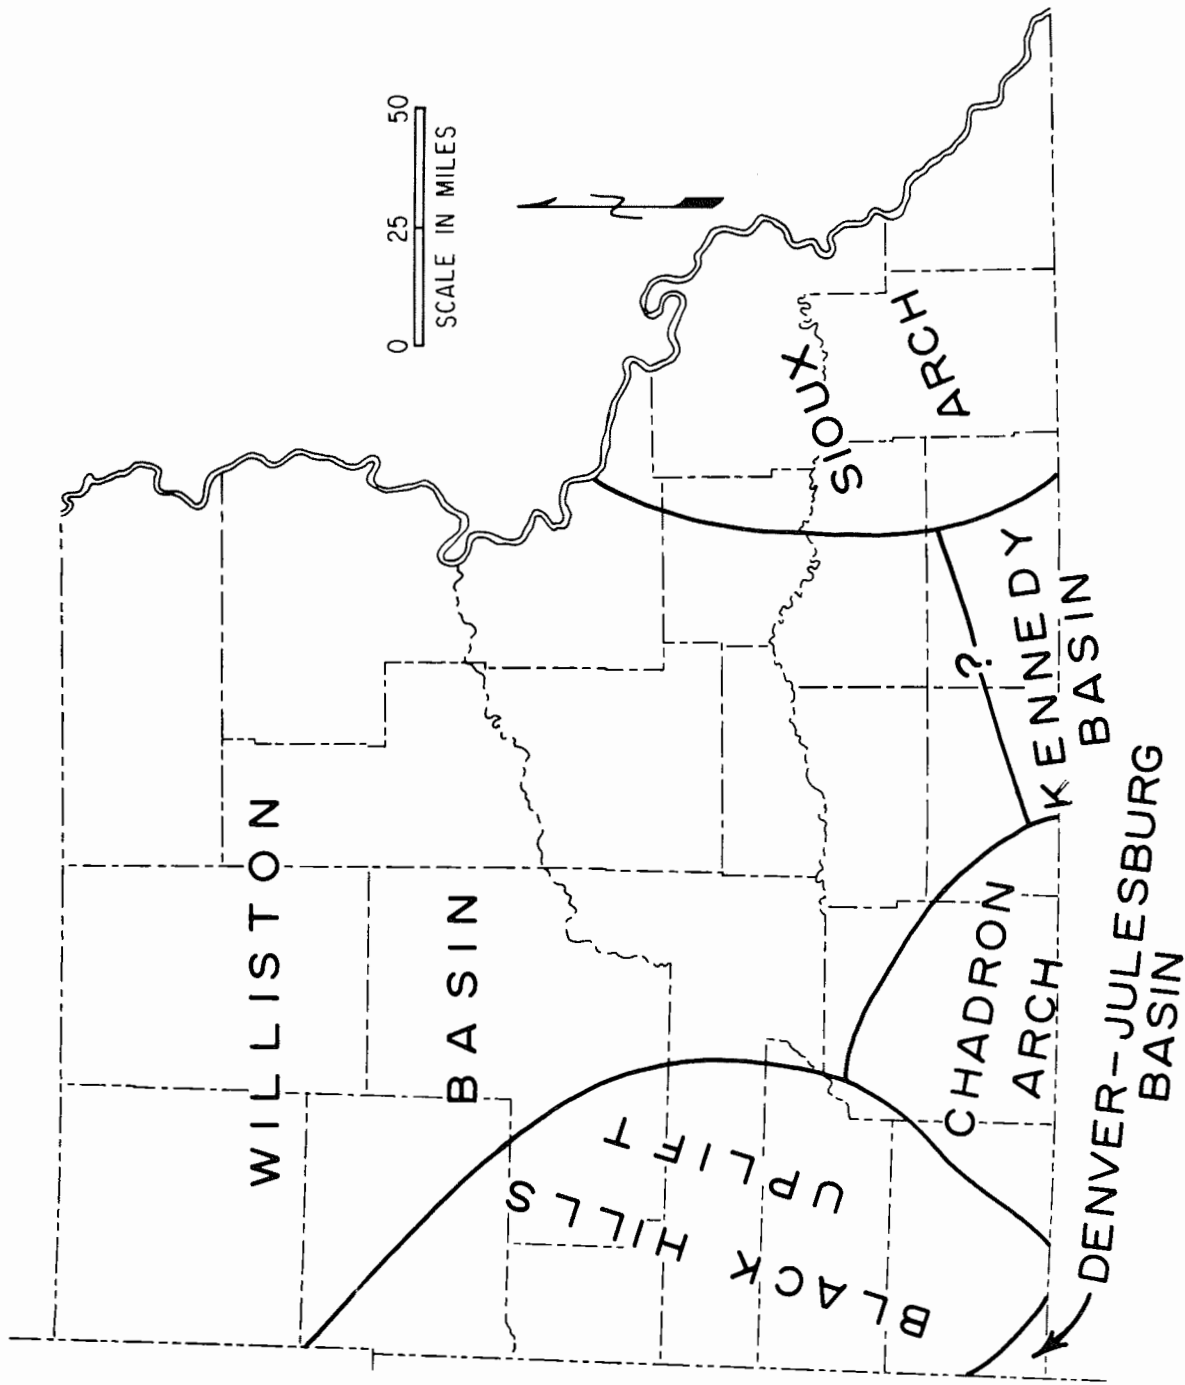 WILLISTON
BASIN
BLACK HILLS
UPLIFT
SIOUX
ARCH
CHADRON
ARCH
?
KENNEDY
BASIN
DENVER–JULESBURG
BASIN
0 25 50
SCALE IN MILES